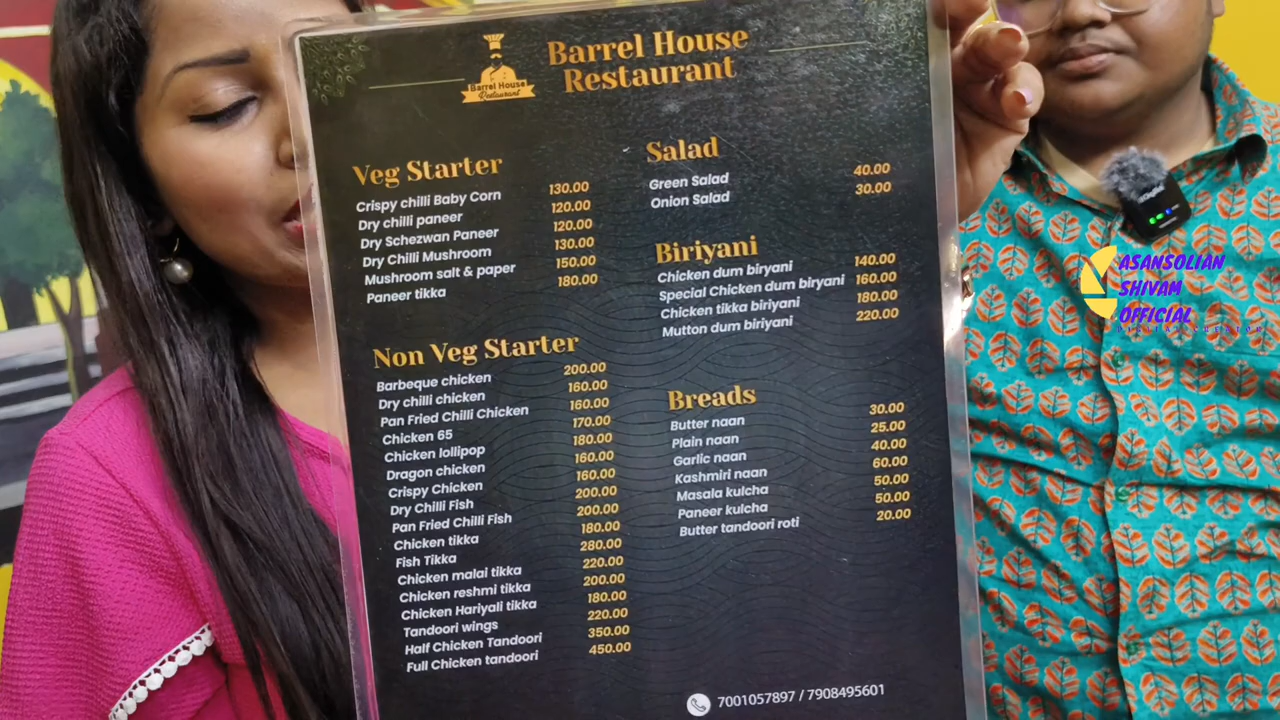 Barrel House
Restaurant
Barrel House
Restaurant
Veg Starter
Crispy chilli Baby Corn 130.00
Dry chilli paneer 120.00
Dry Schezwan Paneer 120.00
Dry Chilli Mushroom 130.00
Mushroom salt & paper 150.00
Paneer tikka 180.00
Non Veg Starter
Barbeque chicken 200.00
Dry chilli chicken 160.00
Pan Fried Chilli Chicken 160.00
Chicken 65 170.00
Chicken lollipop 180.00
Dragon chicken 160.00
Crispy Chicken 160.00
Dry Chilli Fish 200.00
Pan Fried Chilli Fish 200.00
Chicken tikka 180.00
Fish Tikka 280.00
Chicken malai tikka 220.00
Chicken reshmi tikka 200.00
Chicken Hariyali tikka 180.00
Tandoori wings 220.00
Half Chicken Tandoori 350.00
Full Chicken tandoori 450.00
Salad
Green Salad 40.00
Onion Salad 30.00
Biriyani
Chicken dum biryani 140.00
Special Chicken dum biryani 160.00
Chicken tikka biriyani 180.00
Mutton dum biriyani 220.00
Breads
Butter naan 30.00
Plain naan 25.00
Garlic naan 40.00
Kashmiri naan 60.00
Masala kulcha 50.00
Paneer kulcha 50.00
Butter tandoori roti 20.00
7001057897 / 7908495601
ASANSOLIAN
SHIVAM
OFFICIAL
DIGITAL CREATOR